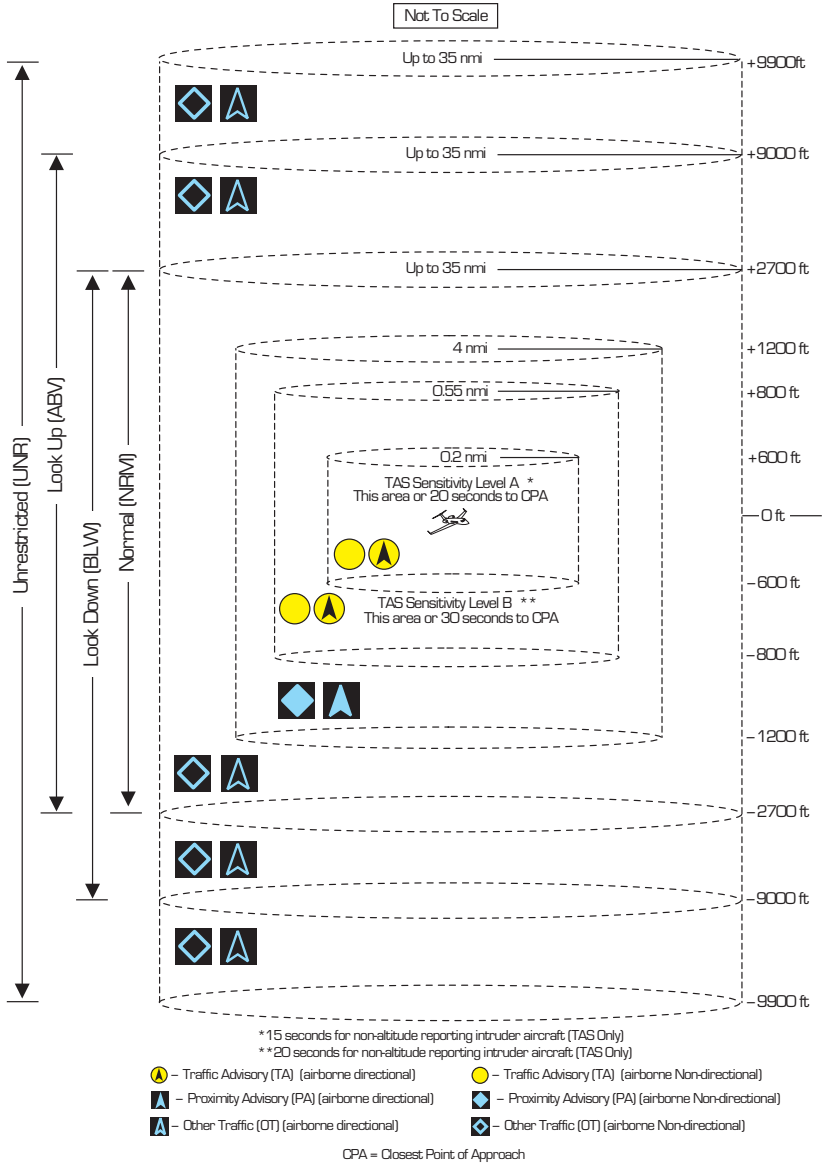 Not To Scale
Up to 35 nmi
+9900ft
Up to 35 nmi
+9000 ft
Up to 35 nmi
+2700 ft
4 nmi
+1200 ft
0.55 nmi
+800 ft
0.2 nmi
+600 ft
TAS Sensitivity Level A *
This area or 20 seconds to CPA
0 ft
-600 ft
TAS Sensitivity Level B **
This area or 30 seconds to CPA
-800 ft
-1200 ft
-2700 ft
-9000 ft
-9900 ft
Unrestricted (UNR)
Look Up (ABV)
Look Down (BLW)
Normal (NRM)
*15 seconds for non-altitude reporting intruder aircraft (TAS Only)
**20 seconds for non-altitude reporting intruder aircraft (TAS Only)
– Traffic Advisory (TA) (airborne directional)
– Traffic Advisory (TA) (airborne Non-directional)
– Proximity Advisory (PA) (airborne directional)
– Proximity Advisory (PA) (airborne Non-directional)
– Other Traffic (OT) (airborne directional)
– Other Traffic (OT) (airborne Non-directional)
CPA = Closest Point of Approach